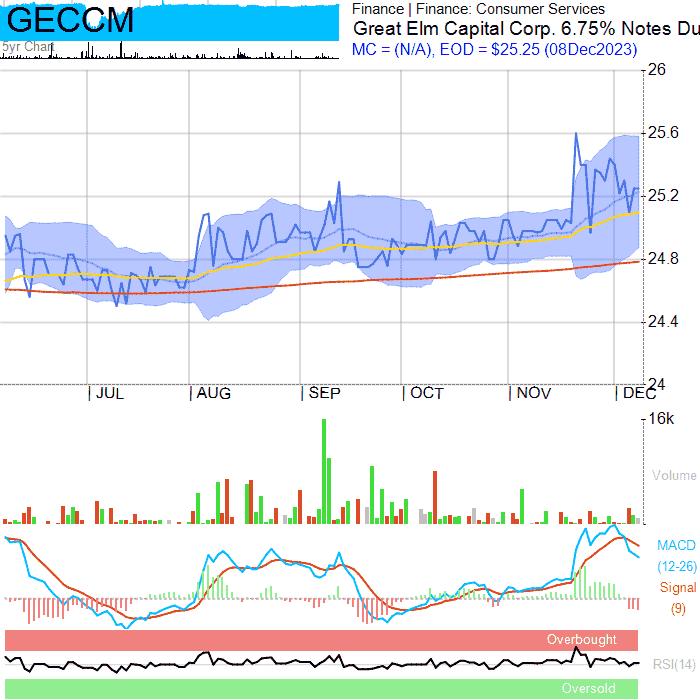 GECCM
5yr Chart
Finance | Finance: Consumer Services
Great Elm Capital Corp. 6.75% Notes Du
MC = (N/A), EOD = $25.25 (08Dec2023)
26
25.6
25.2
24.8
24.4
24
JUL
AUG
SEP
OCT
NOV
DEC
16k
Volume
MACD
(12-26)
Signal
(9)
Overbought
RSI(14)
Oversold